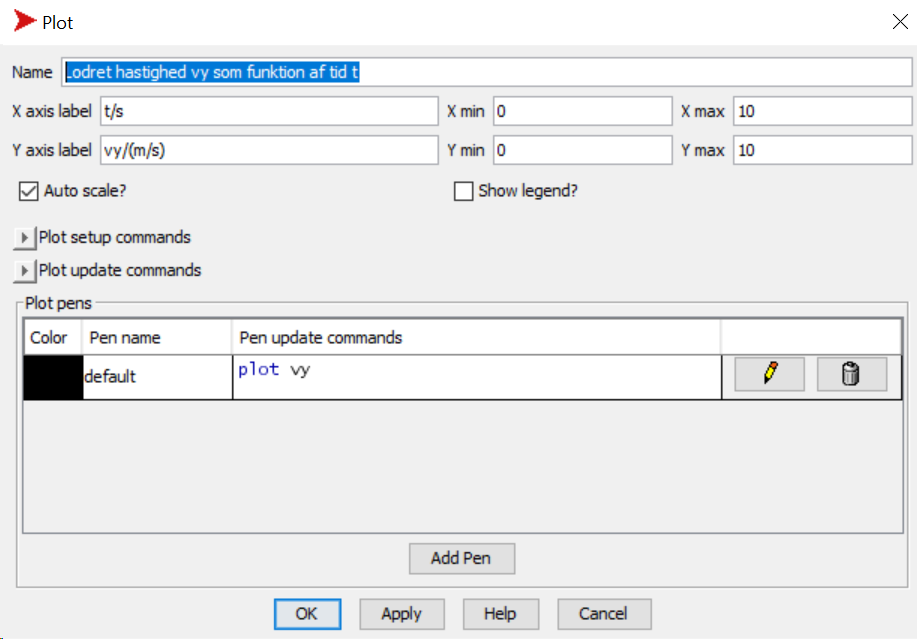 Plot
Name Lodret hastighed vy som funktion af tid t
X axis label t/s X min 0 X max 10
Y axis label vy/(m/s) Y min 0 Y max 10
Auto scale? Show legend?
Plot setup commands
Plot update commands
Plot pens
Color Pen name Pen update commands
default plot vy
Add Pen
OK Apply Help Cancel